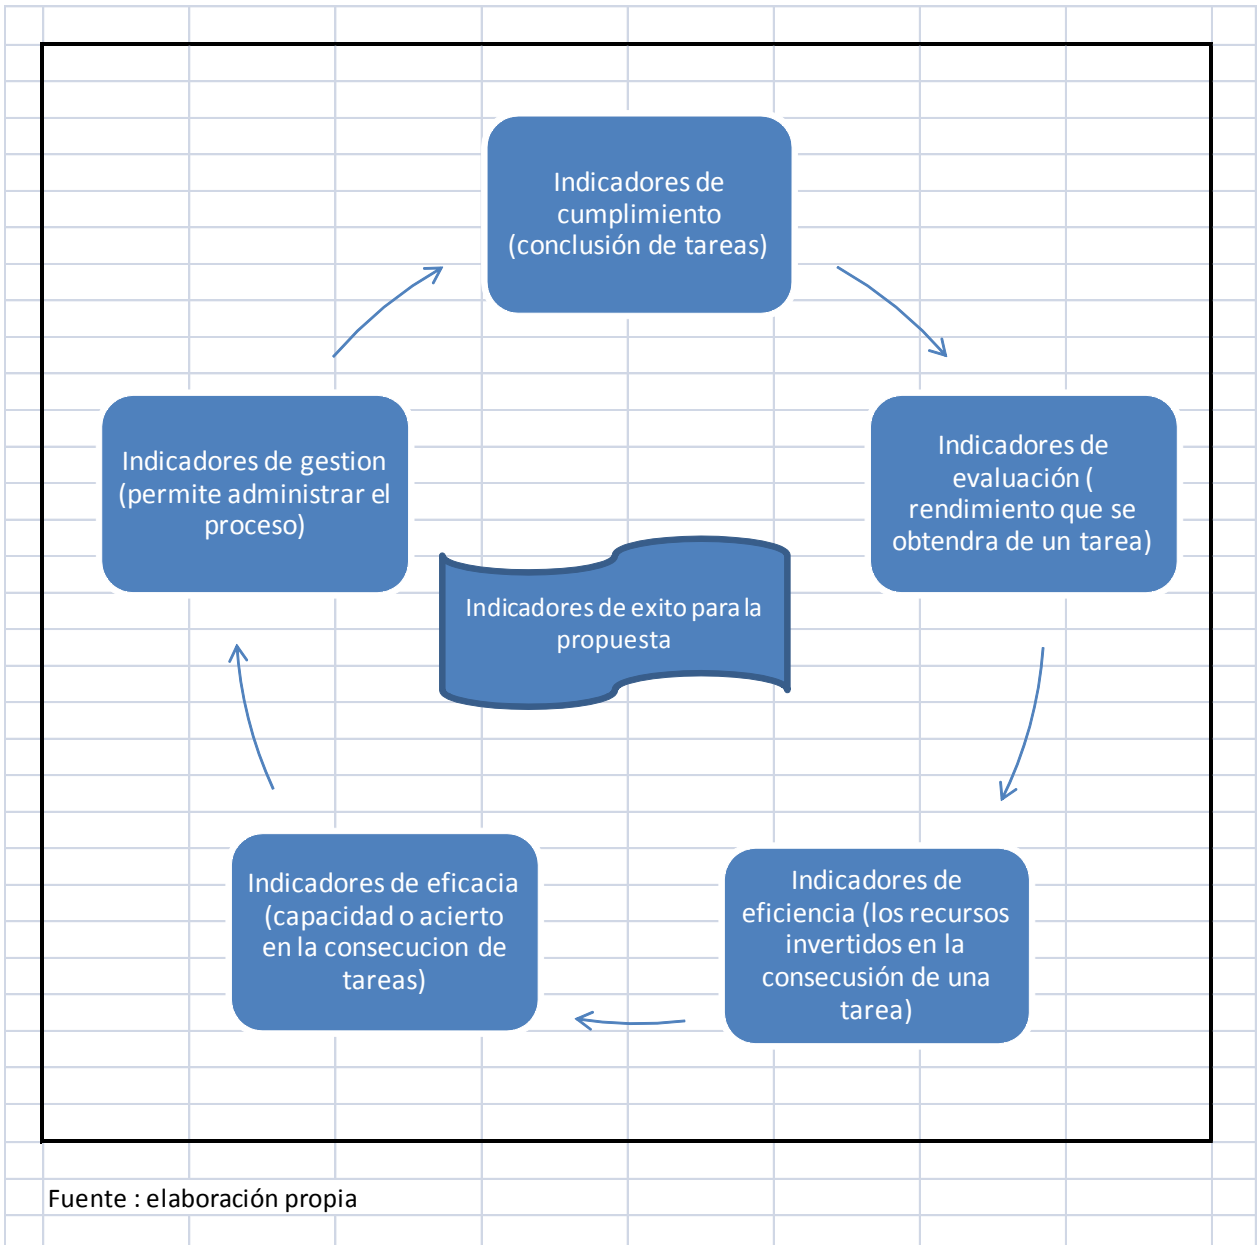 Indicadores de
cumplimiento
(conclusión de tareas)
Indicadores de
evaluación (
rendimiento que se
obtendra de un tarea)
Indicadores de
eficiencia (los recursos
invertidos en la
consecusión de una
tarea)
Indicadores de eficacia
(capacidad o acierto
en la consecucion de
tareas)
Indicadores de gestion
(permite administrar el
proceso)
Indicadores de exito para la
propuesta
Fuente : elaboración propia